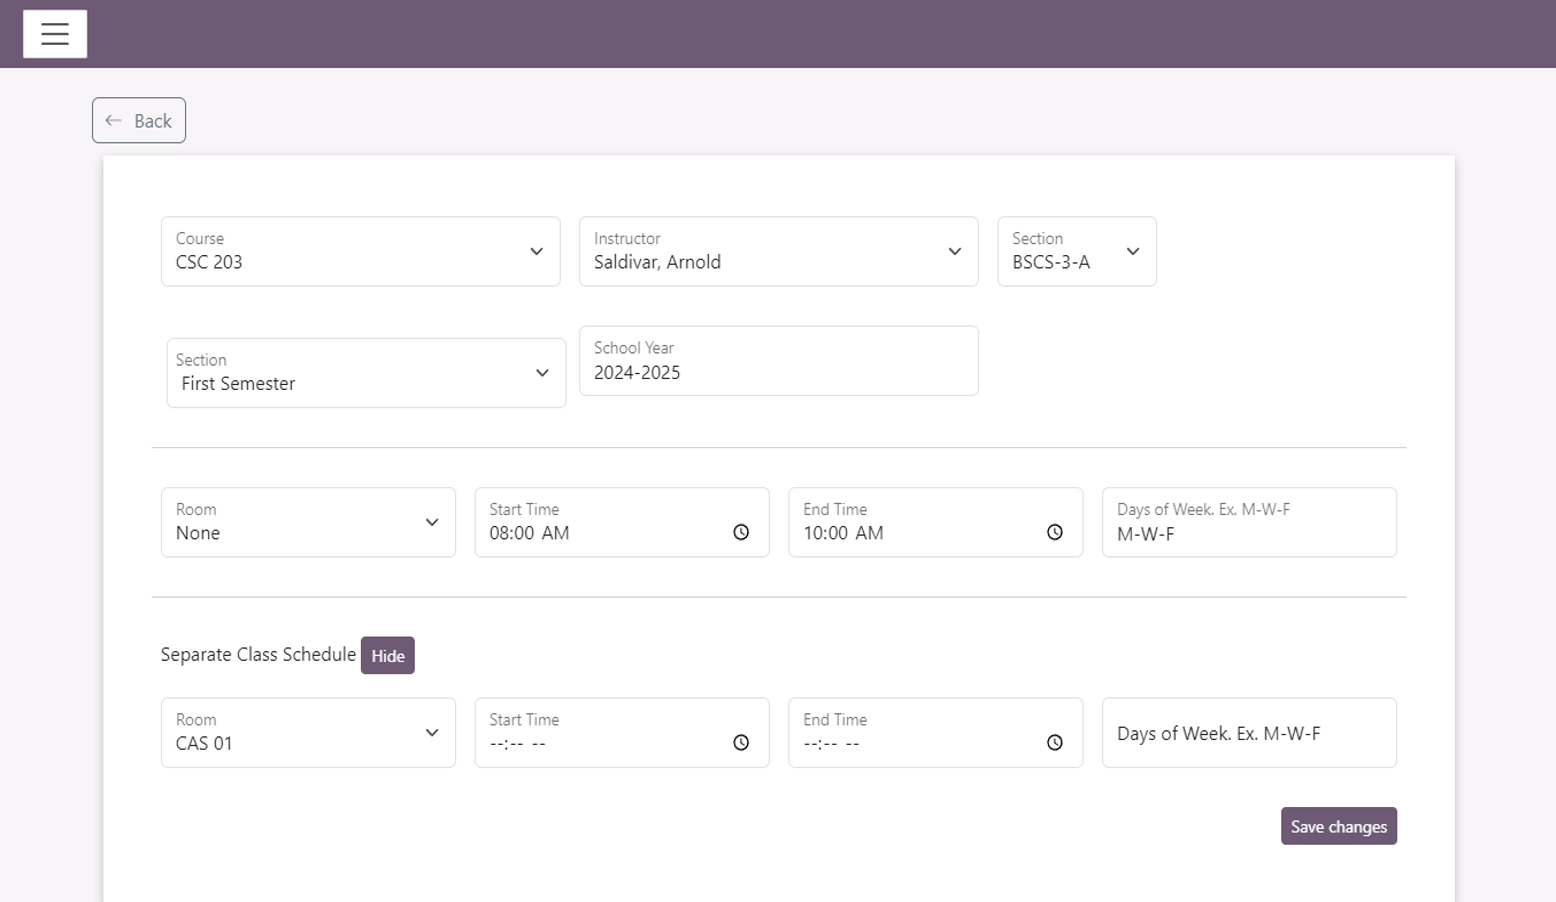 Back
Course Instructor Section
CSC 203 Saldivar, Arnold BSCS-3-A
Section School Year
First Semester 2024-2025
Room Start Time End Time Days of Week. Ex. M-W-F
None 08:00 AM 10:00 AM M-W-F
Separate Class Schedule Hide
Room Start Time End Time Days of Week. Ex. M-W-F
CAS 01 --:-- -- --:-- --
Save changes